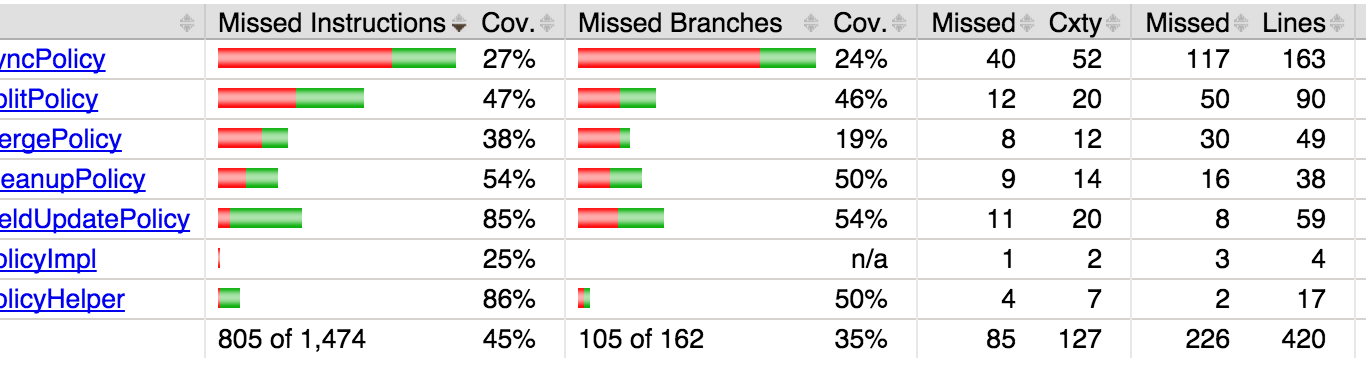 Missed Instructions Cov. Missed Branches Cov. Missed Cxty Missed Lines
yncPolicy 27% 24% 40 52 117 163
plitPolicy 47% 46% 12 20 50 90
ergePolicy 38% 19% 8 12 30 49
leanupPolicy 54% 50% 9 14 16 38
eldUpdatePolicy 85% 54% 11 20 8 59
olicyImpl 25% n/a 1 2 3 4
olicyHelper 86% 50% 4 7 2 17
805 of 1,474 45% 105 of 162 35% 85 127 226 420